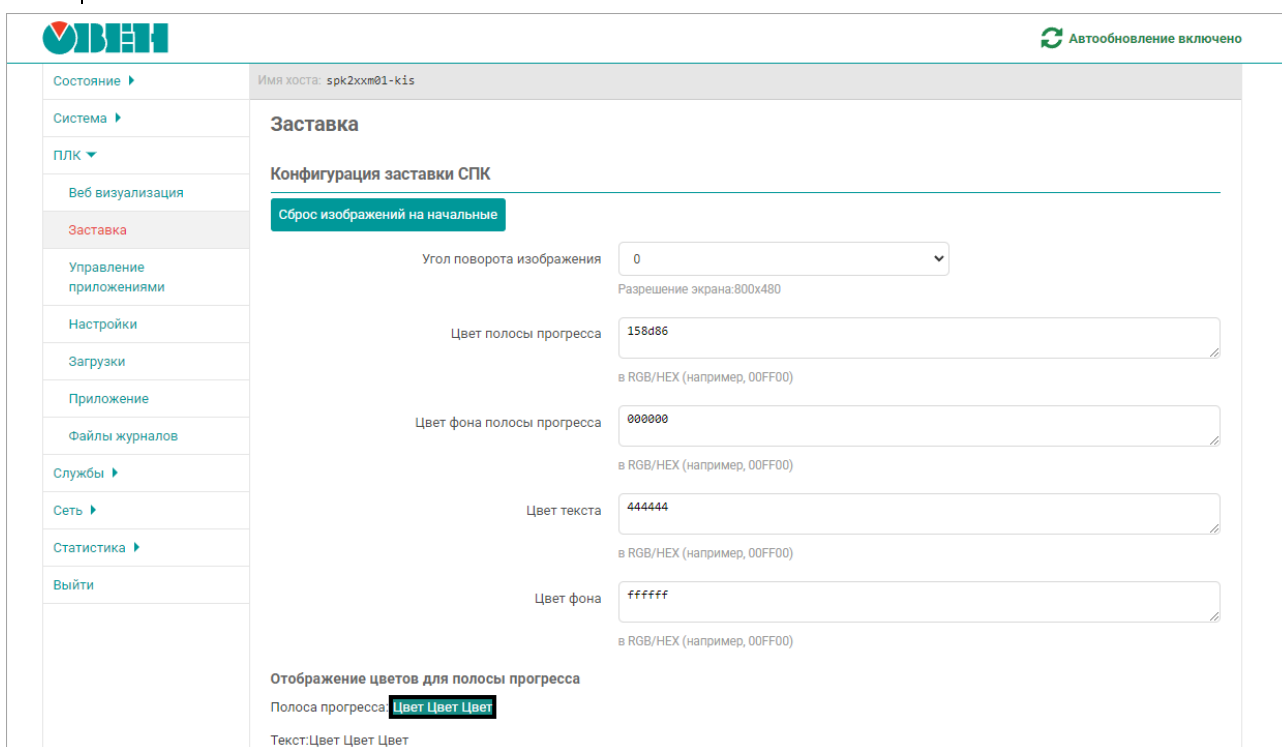 ОВЕН
Автообновление включено
Состояние
Имя хоста: spk2xxm01-kis
Система
ПЛК
Веб визуализация
Заставка
Управление
приложениями
Настройки
Загрузки
Приложение
Файлы журналов
Службы
Сеть
Статистика
Выйти
Заставка
Конфигурация заставки СПК
Сброс изображений на начальные
Угол поворота изображения 0
Разрешение экрана:800x480
Цвет полосы прогресса 158d86
в RGB/HEX (например, 00FF00)
Цвет фона полосы прогресса 000000
в RGB/HEX (например, 00FF00)
Цвет текста 444444
в RGB/HEX (например, 00FF00)
Цвет фона ffffff
в RGB/HEX (например, 00FF00)
Отображение цветов для полосы прогресса
Полоса прогресса: Цвет Цвет Цвет
Текст:Цвет Цвет Цвет